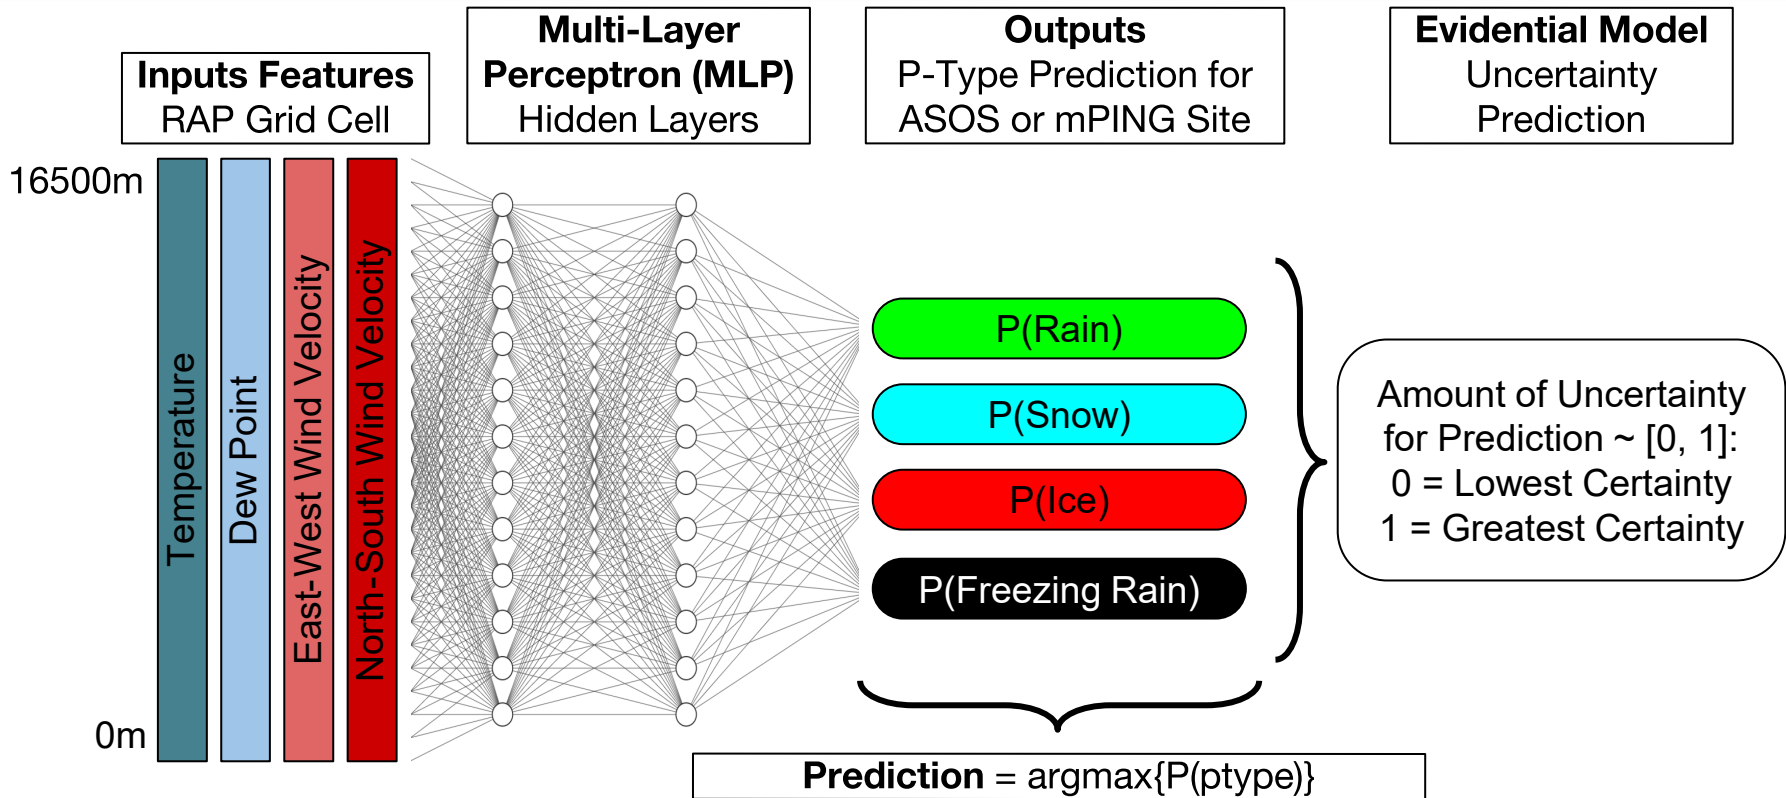 Inputs Features
RAP Grid Cell
Multi-Layer
Perceptron (MLP)
Hidden Layers
Outputs
P-Type Prediction for
ASOS or mPING Site
Evidential Model
Uncertainty
Prediction
16500m
0m
Temperature
Dew Point
East-West Wind Velocity
North-South Wind Velocity
P(Rain)
P(Snow)
P(Ice)
P(Freezing Rain)
Amount of Uncertainty
for Prediction ~ [0, 1]:
0 = Lowest Certainty
1 = Greatest Certainty
Prediction = argmax{P(ptype)}